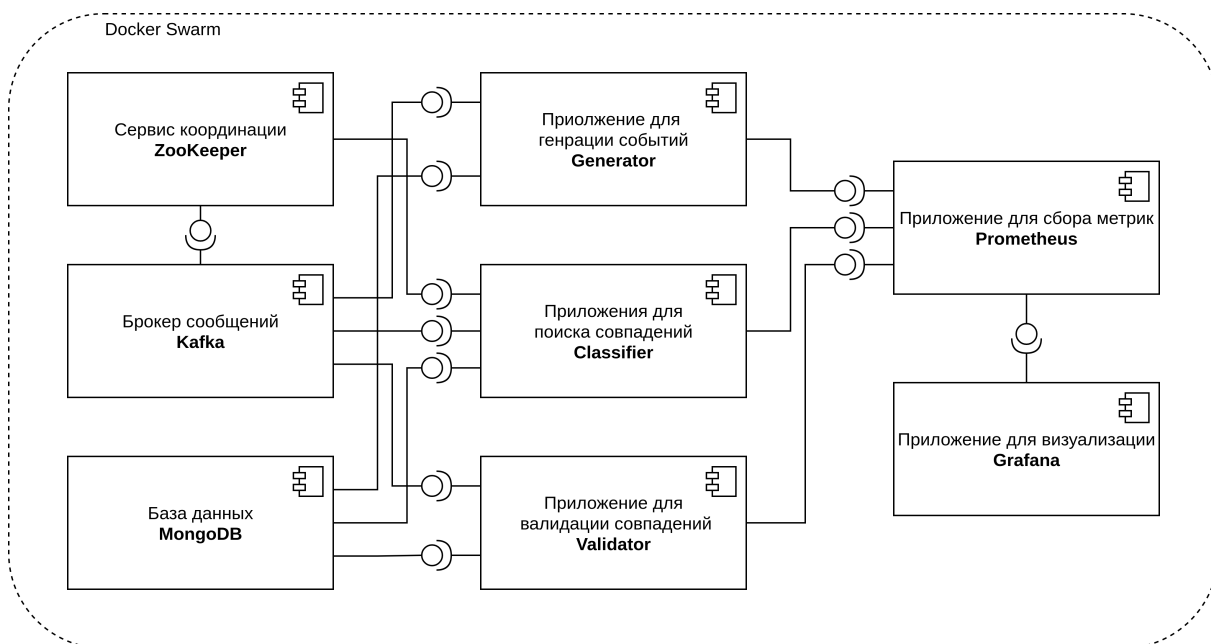 Docker Swarm
Сервис координации
ZooKeeper
Приолжение для
генрации событий
Generator
Приложение для сбора метрик
Prometheus
Брокер сообщений
Kafka
Приложения для
поиска совпадений
Classifier
Приложение для визуализации
Grafana
База данных
MongoDB
Приложение для
валидации совпадений
Validator